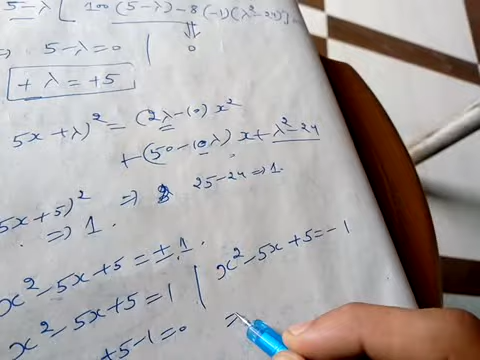 5-λ [ 100(5-λ)-8(-1)(λ²-24)]
⇒ 5-λ=0 | 0
+ λ = +5
5x+λ)² = (2λ-10)x²
+(50-10λ)x+λ²-24
5x+5)² ⇒ 25-24 ⇒ 1.
⇒ 1.
x²-5x+5=±1.
x²-5x+5=1 | x²-5x+5=-1
+5-1=0 ⇒